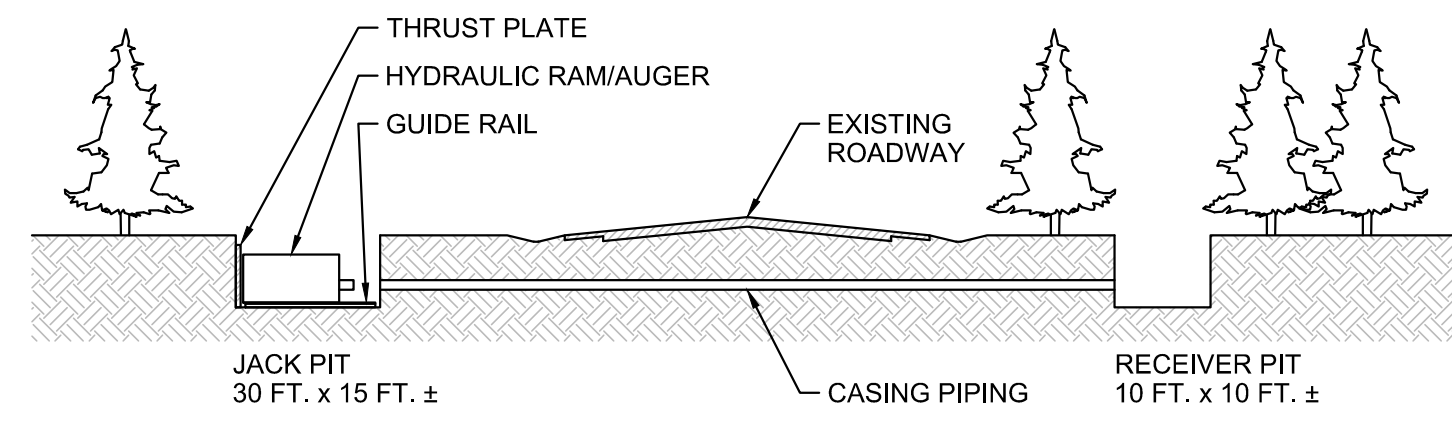 THRUST PLATE
HYDRAULIC RAM/AUGER
GUIDE RAIL
EXISTING
ROADWAY
JACK PIT
30 FT. x 15 FT. ±
CASING PIPING
RECEIVER PIT
10 FT. x 10 FT. ±